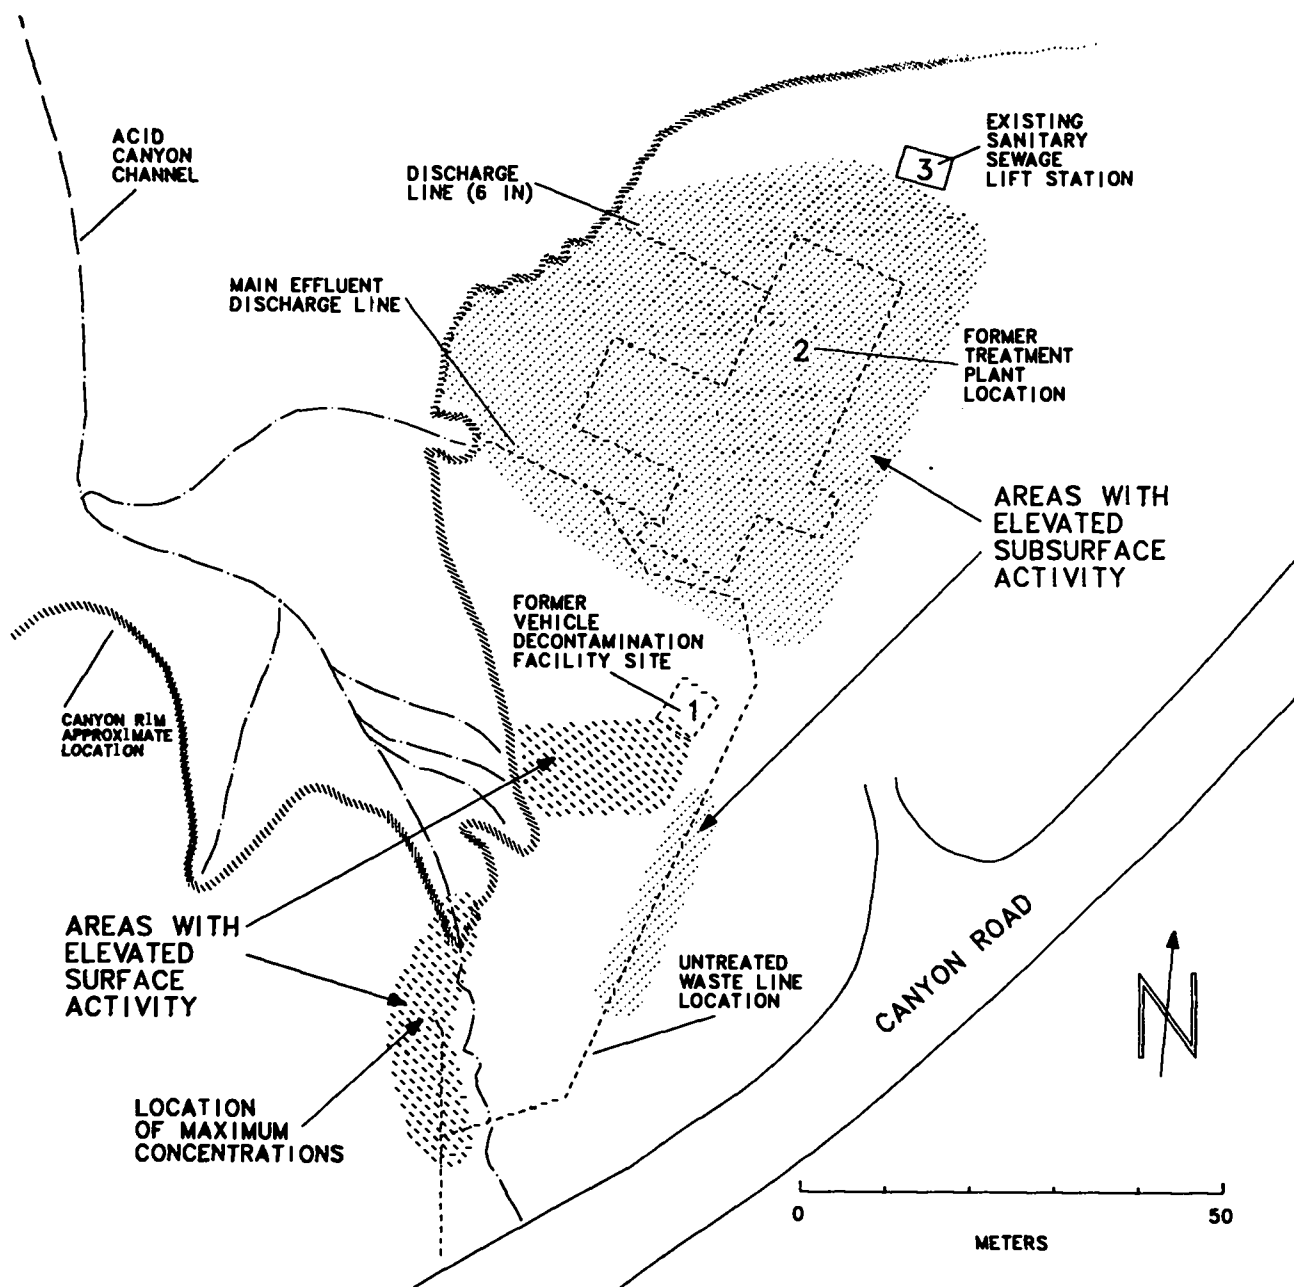 ACID
CANYON
CHANNEL
EXISTING
SANITARY
SEWAGE
LIFT STATION
3
DISCHARGE
LINE (6 IN)
MAIN EFFLUENT
DISCHARGE LINE
2
FORMER
TREATMENT
PLANT
LOCATION
AREAS WITH
ELEVATED
SUBSURFACE
ACTIVITY
FORMER
VEHICLE
DECONTAMINATION
FACILITY SITE
1
CANYON RIM
APPROXIMATE
LOCATION
AREAS WITH
ELEVATED
SURFACE
ACTIVITY
UNTREATED
WASTE LINE
LOCATION
CANYON ROAD
N
LOCATION
OF MAXIMUM
CONCENTRATIONS
0 50
METERS